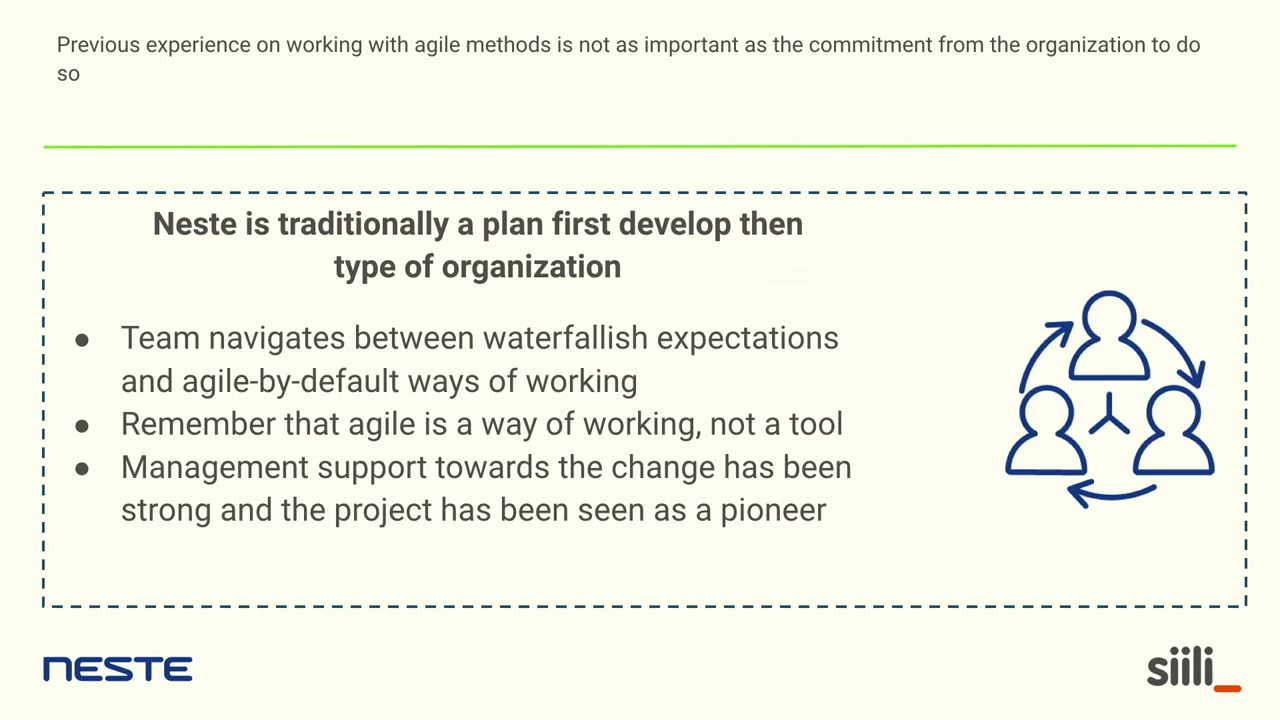 Previous experience on working with agile methods is not as important as the commitment from the organization to do
so
Neste is traditionally a plan first develop then
type of organization
● Team navigates between waterfallish expectations
and agile-by-default ways of working
● Remember that agile is a way of working, not a tool
● Management support towards the change has been
strong and the project has been seen as a pioneer
NESTE
siili_